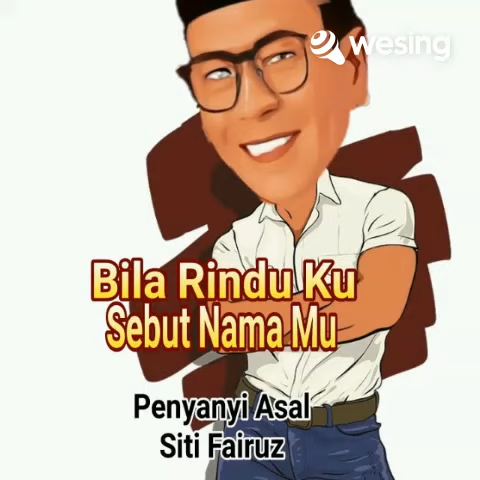 wesing
Bila Rindu Ku
Sebut Nama Mu
Penyanyi Asal
Siti Fairuz